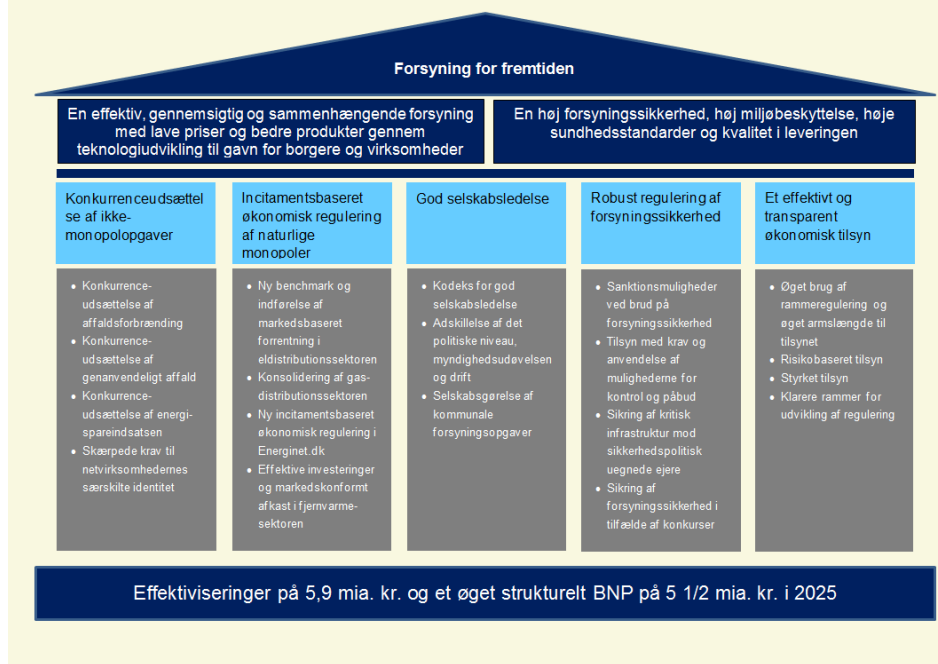 Forsyning for fremtiden
En effektiv, gennemsigtig og sammenhængende forsyning
med lave priser og bedre produkter gennem
teknologiudvikling til gavn for borgere og virksomheder
En høj forsyningssikkerhed, høj miljøbeskyttelse, høje
sundhedsstandarder og kvalitet i leveringen
Konkurrenceudsættel
se af ikke-
monopolopgaver
Incitamentsbaseret
økonomisk regulering
af naturlige
monopoler
God selskabsledelse
Robust regulering af
forsyningssikkerhed
Et effektivt og
transparent
økonomisk tilsyn
• Konkurrence-
udsættelse af
affaldsforbrænding
• Konkurrence-
udsættelse af
genanvendeligt affald
• Konkurrence-
udsættelse af energi-
spareindsatsen
• Skærpede krav til
netvirksomhedernes
særskilte identitet
• Ny benchmark og
indførelse af
markedsbaseret
forrentning i
eldistributionssektoren
• Konsolidering af gas-
distributionssektoren
• Ny incitamentsbaseret
økonomisk regulering i
Energinet.dk
• Effektive investeringer
og markedskonformt
afkast i fjernvarme-
sektoren
• Kodeks for god
selskabsledelse
• Adskillelse af det
politiske niveau,
myndighedsudøvelsen
og drift
• Selskabsgørelse af
kommunale
forsyningsopgaver
• Sanktionsmuligheder
ved brud på
forsyningssikkerhed
• Tilsyn med krav og
anvendelse af
mulighederne for
kontrol og påbud
• Sikring af kritisk
infrastruktur mod
sikkerhedspolitisk
uegnede ejere
• Sikring af
forsyningssikkerhed i
tilfælde af konkurser
• Øget brug af
rammeregulering og
øget armslængde til
tilsynet
• Risikobaseret tilsyn
• Styrket tilsyn
• Klarere rammer for
udvikling af regulering
Effektiviseringer på 5,9 mia. kr. og et øget strukturelt BNP på 5 1/2 mia. kr. i 2025